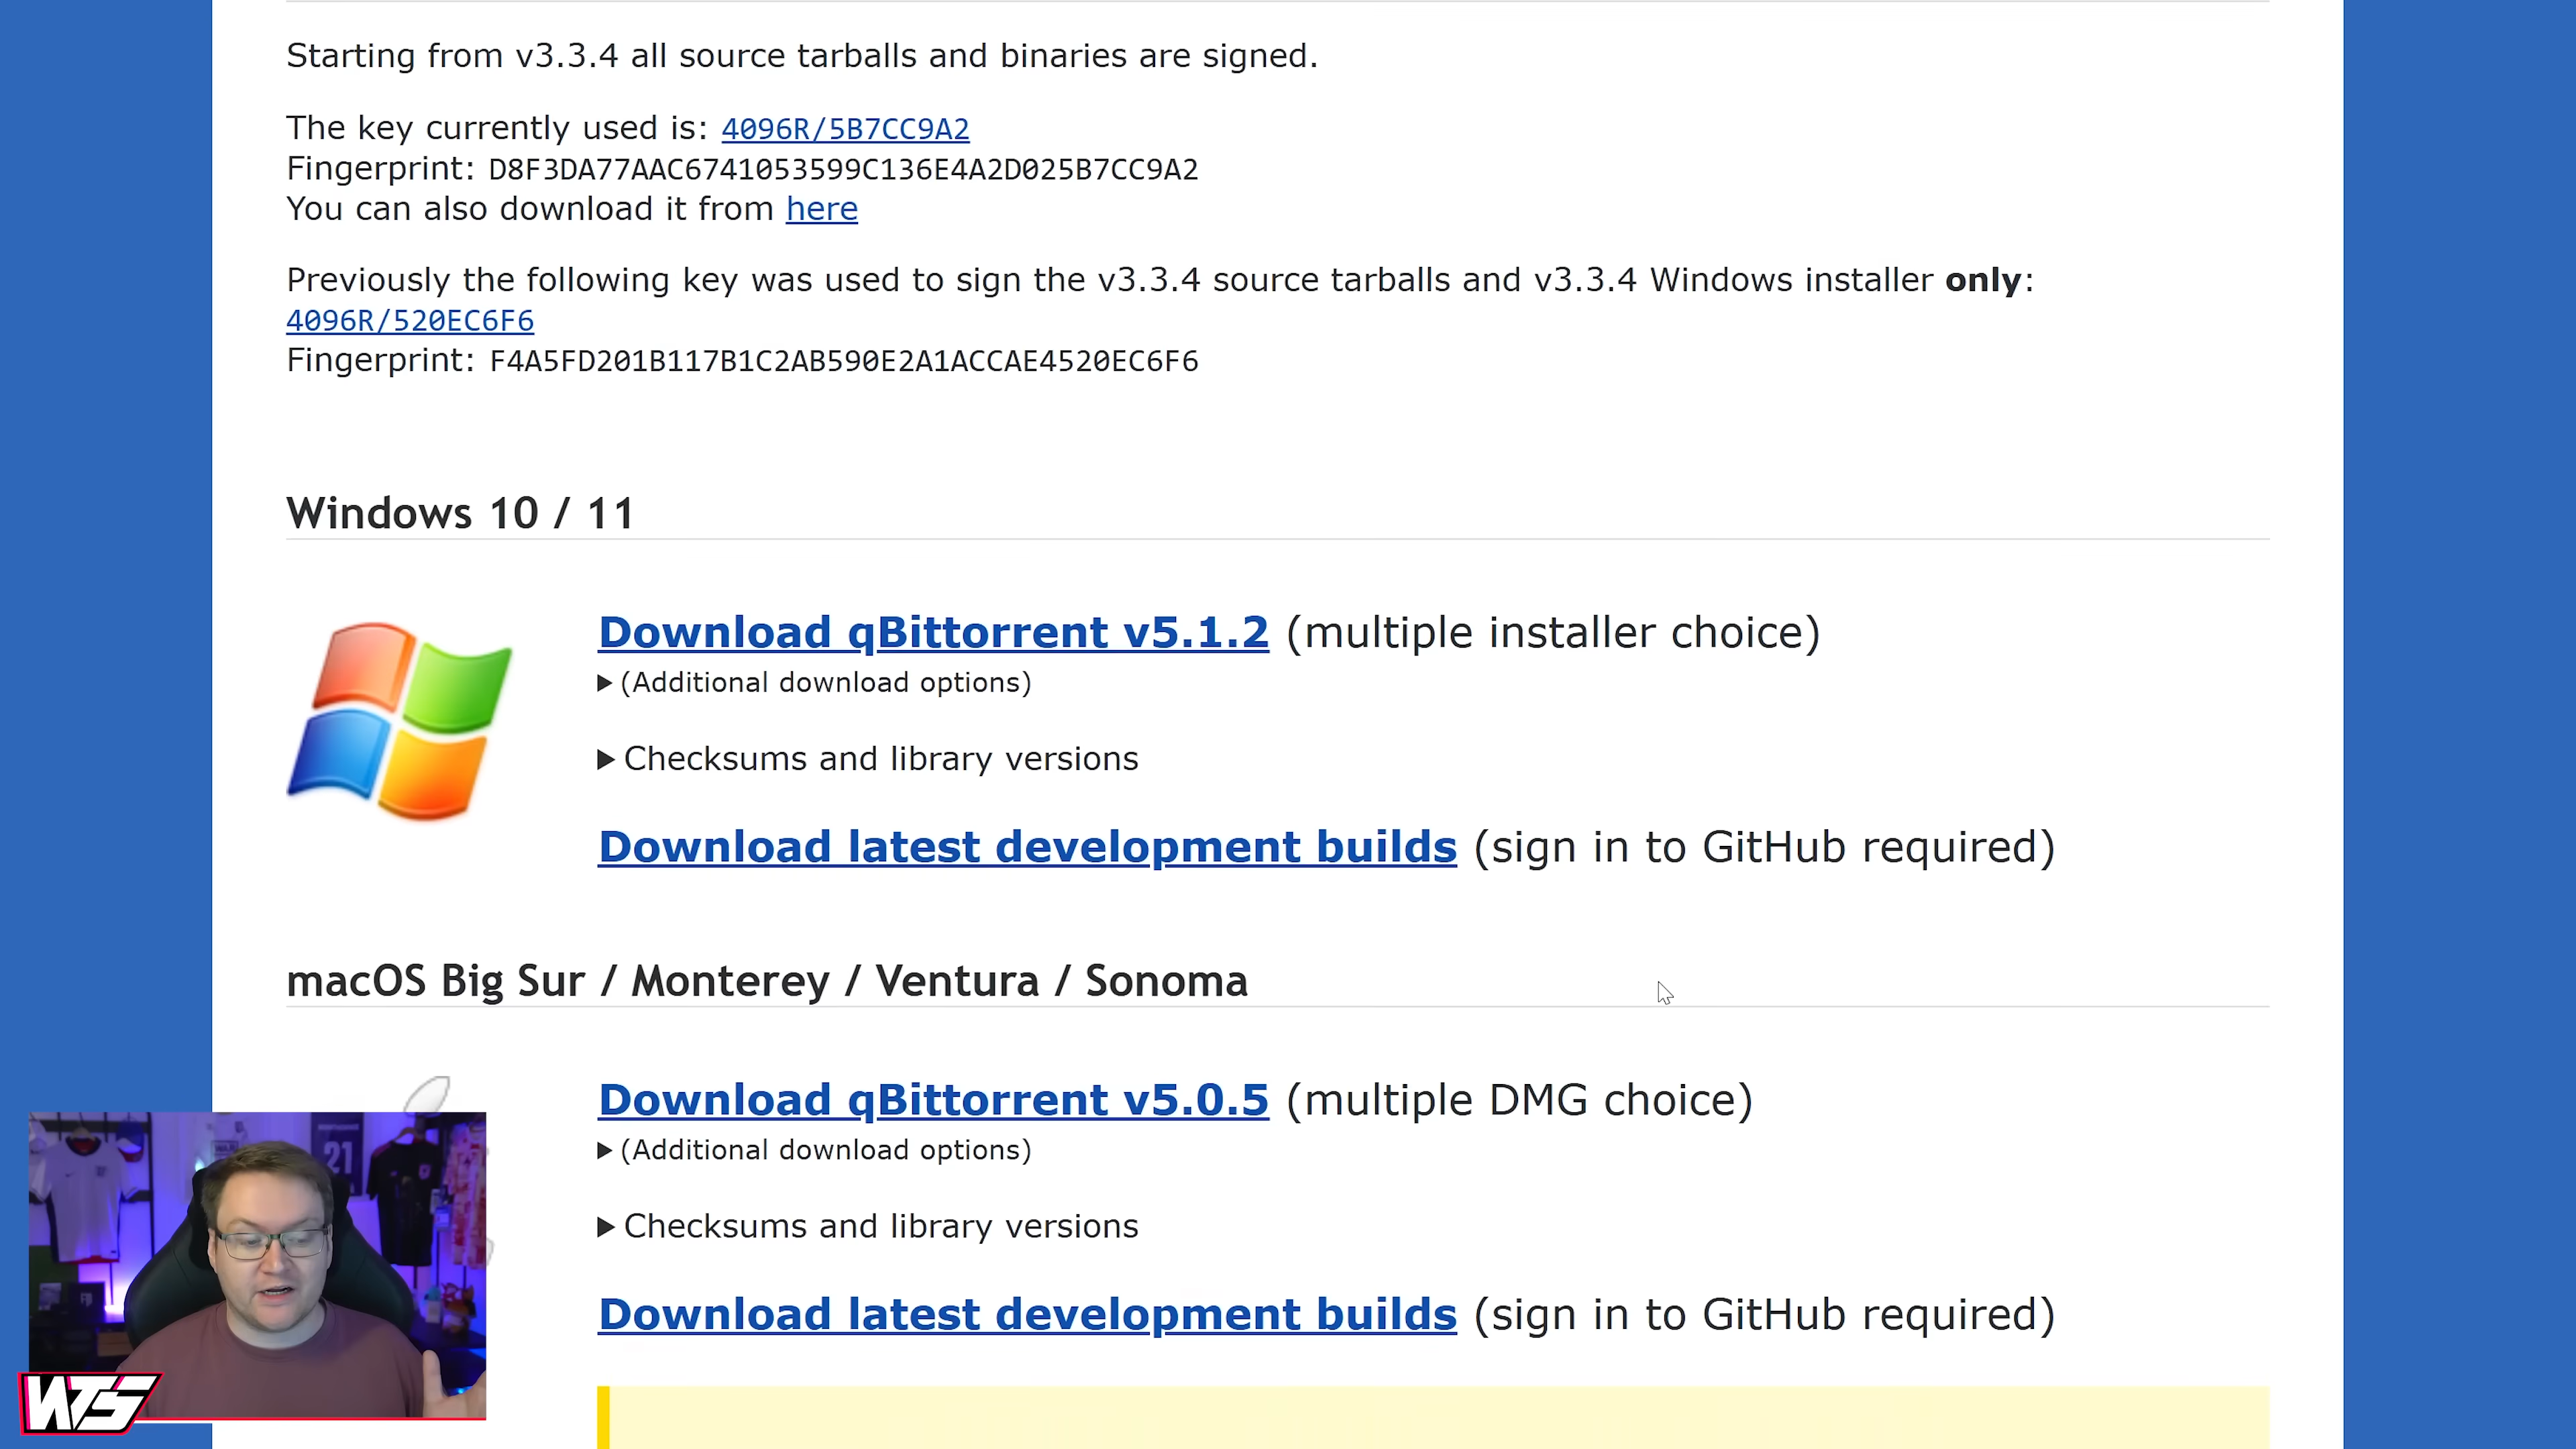 Starting from v3.3.4 all source tarballs and binaries are signed.
The key currently used is: 4096R/5B7CC9A2
Fingerprint: D8F3DA77AAC6741053599C136E4A2D025B7CC9A2
You can also download it from here
Previously the following key was used to sign the v3.3.4 source tarballs and v3.3.4 Windows installer only:
4096R/520EC6F6
Fingerprint: F4A5FD201B117B1C2AB590E2A1ACCAE4520EC6F6
Windows 10 / 11
Download qBittorrent v5.1.2 (multiple installer choice)
▶ (Additional download options)
▶ Checksums and library versions
Download latest development builds (sign in to GitHub required)
macOS Big Sur / Monterey / Ventura / Sonoma
Download qBittorrent v5.0.5 (multiple DMG choice)
▶ (Additional download options)
▶ Checksums and library versions
Download latest development builds (sign in to GitHub required)
21
WTS